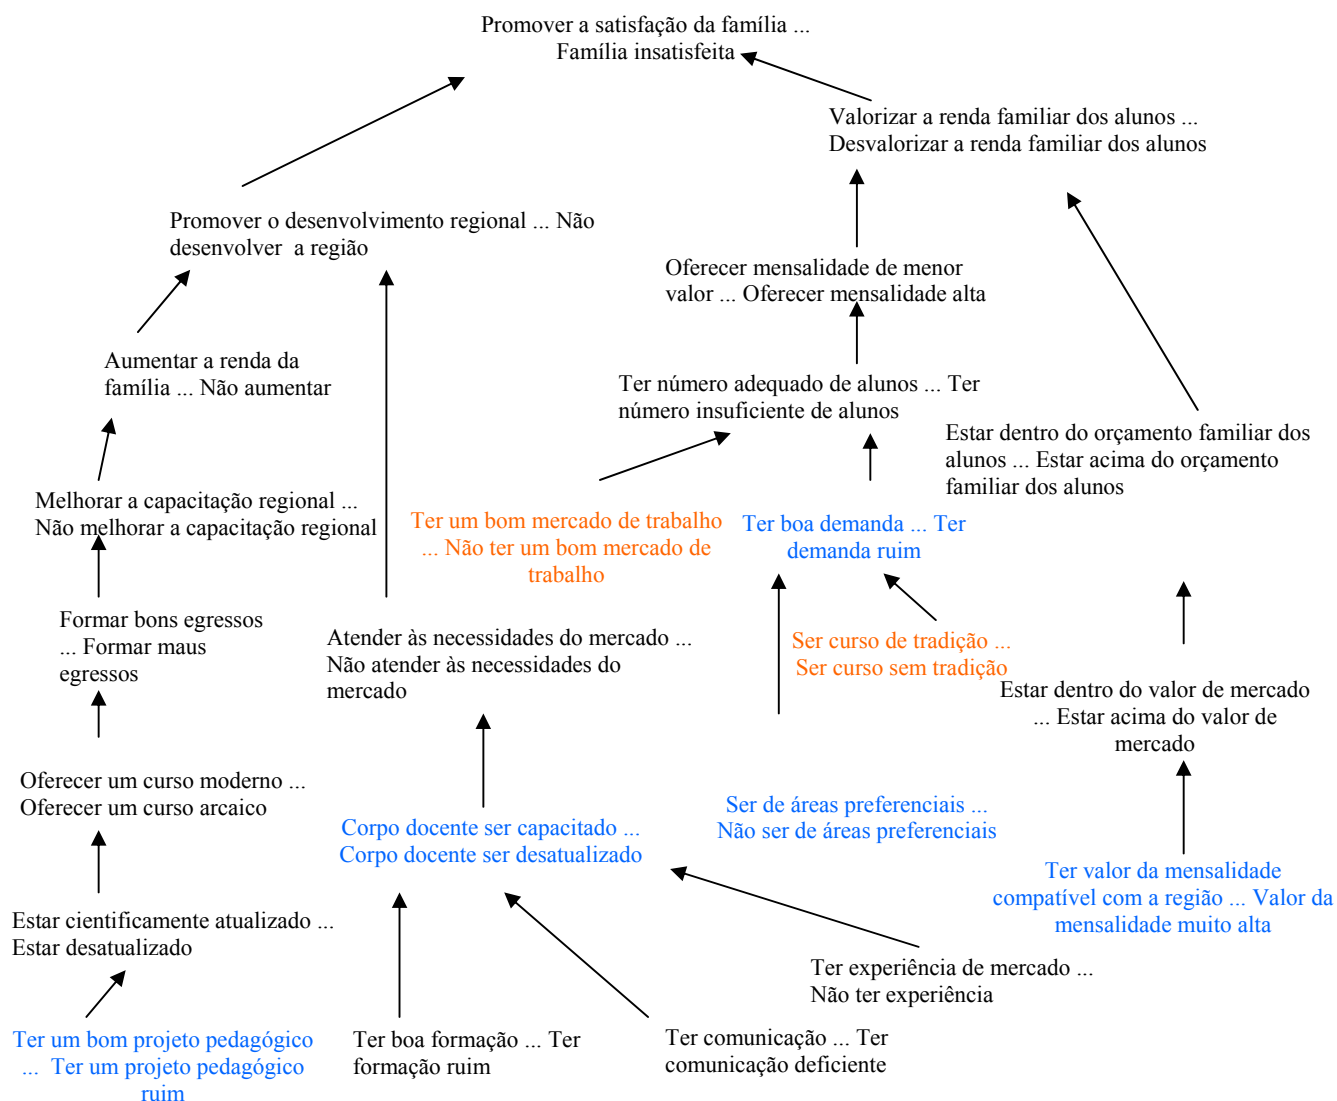 Promover a satisfação da família ...
Família insatisfeita
Valorizar a renda familiar dos alunos ...
Desvalorizar a renda familiar dos alunos
Promover o desenvolvimento regional ... Não
desenvolver a região
Oferecer mensalidade de menor
valor ... Oferecer mensalidade alta
Aumentar a renda da
família ... Não aumentar
Ter número adequado de alunos ... Ter
número insuficiente de alunos
Estar dentro do orçamento familiar dos
alunos ... Estar acima do orçamento
familiar dos alunos
Melhorar a capacitação regional ...
Não melhorar a capacitação regional
Ter um bom mercado de trabalho
... Não ter um bom mercado de
trabalho
Ter boa demanda ... Ter
demanda ruim
Formar bons egressos
... Formar maus
egressos
Atender às necessidades do mercado ...
Não atender às necessidades do
mercado
Ser curso de tradição ...
Ser curso sem tradição
Estar dentro do valor de mercado
... Estar acima do valor de
mercado
Oferecer um curso moderno ...
Oferecer um curso arcaico
Corpo docente ser capacitado ...
Corpo docente ser desatualizado
Ser de áreas preferenciais ...
Não ser de áreas preferenciais
Ter valor da mensalidade
compatível com a região ... Valor da
mensalidade muito alta
Estar cientificamente atualizado ...
Estar desatualizado
Ter experiência de mercado ...
Não ter experiência
Ter um bom projeto pedagógico
... Ter um projeto pedagógico
ruim
Ter boa formação ... Ter
formação ruim
Ter comunicação ... Ter
comunicação deficiente